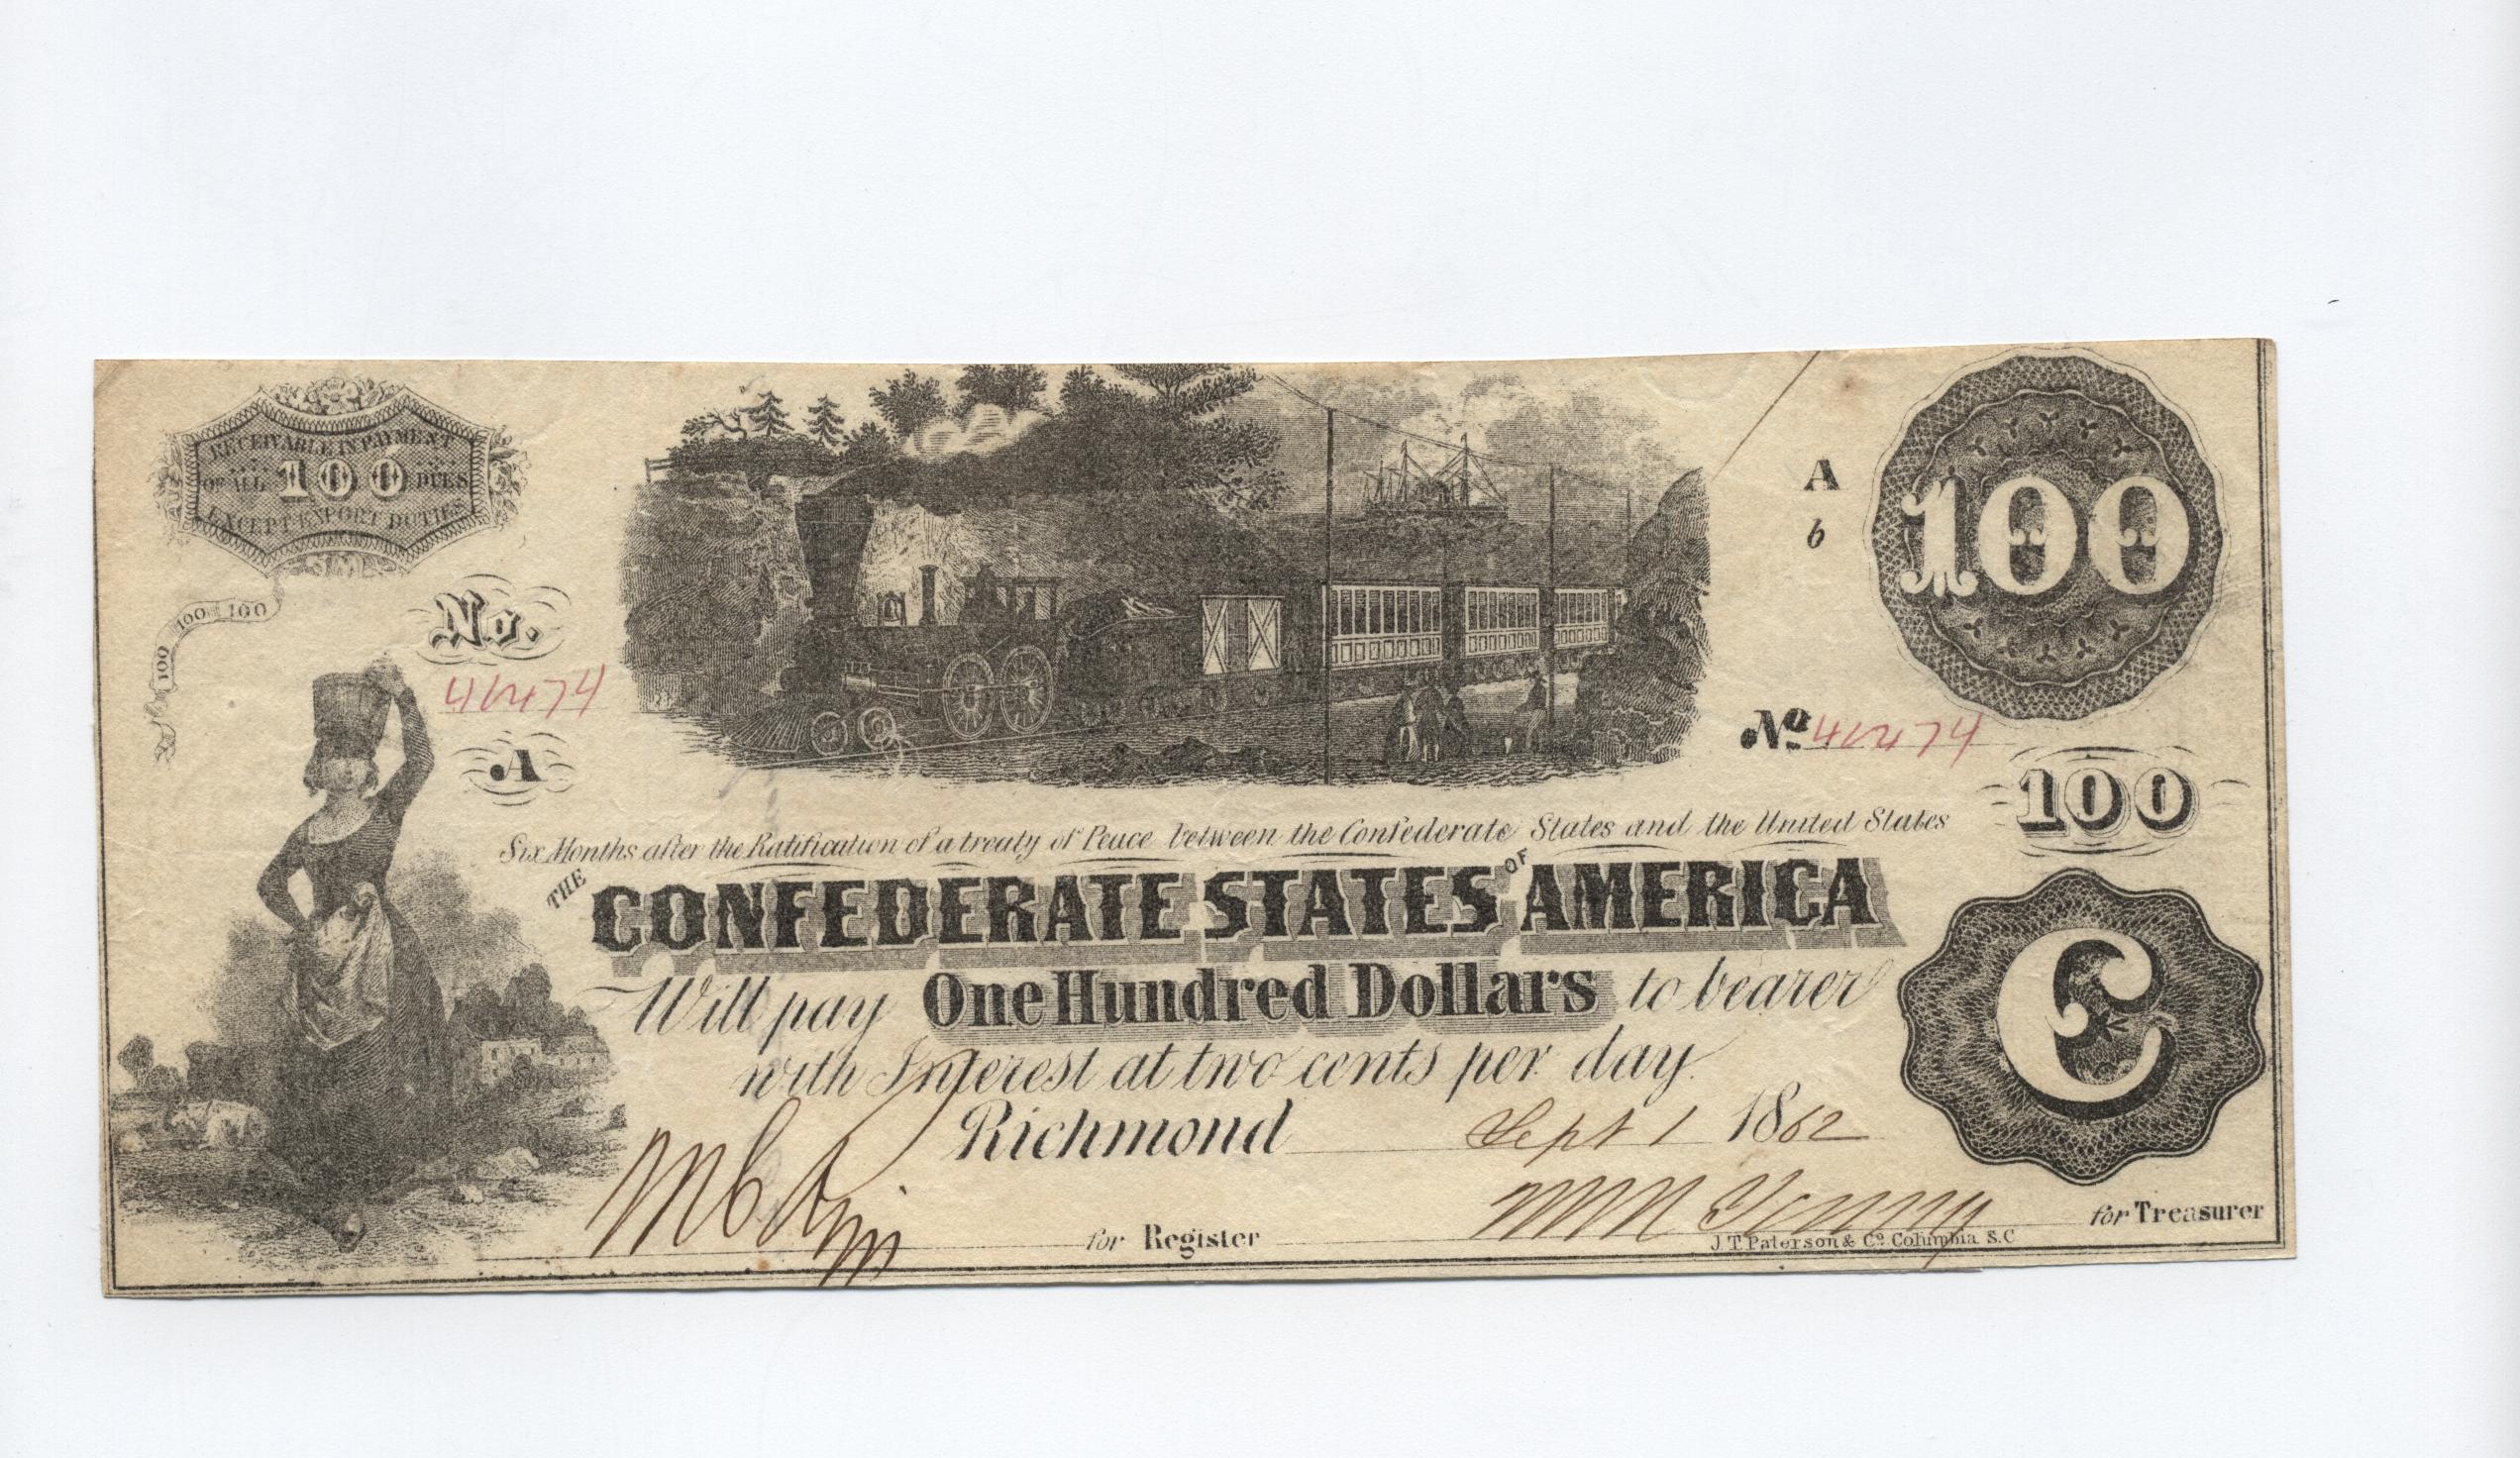 RECEIVABLE IN PAYMENT
OF ALL 100 DUES
EXCEPT EXPORT DUTIES
100 100 100
No.
A
A
b
100
No.
100
Six Months after the Ratification of a treaty of Peace between the Confederate States and the United States
THE CONFEDERATE STATES OF AMERICA
Will pay One Hundred Dollars to bearer
with Interest at two cents per day.
Richmond Sept 1 1862
C
for Register
for Treasurer
J. T. Paterson & Co. Columbia S.C